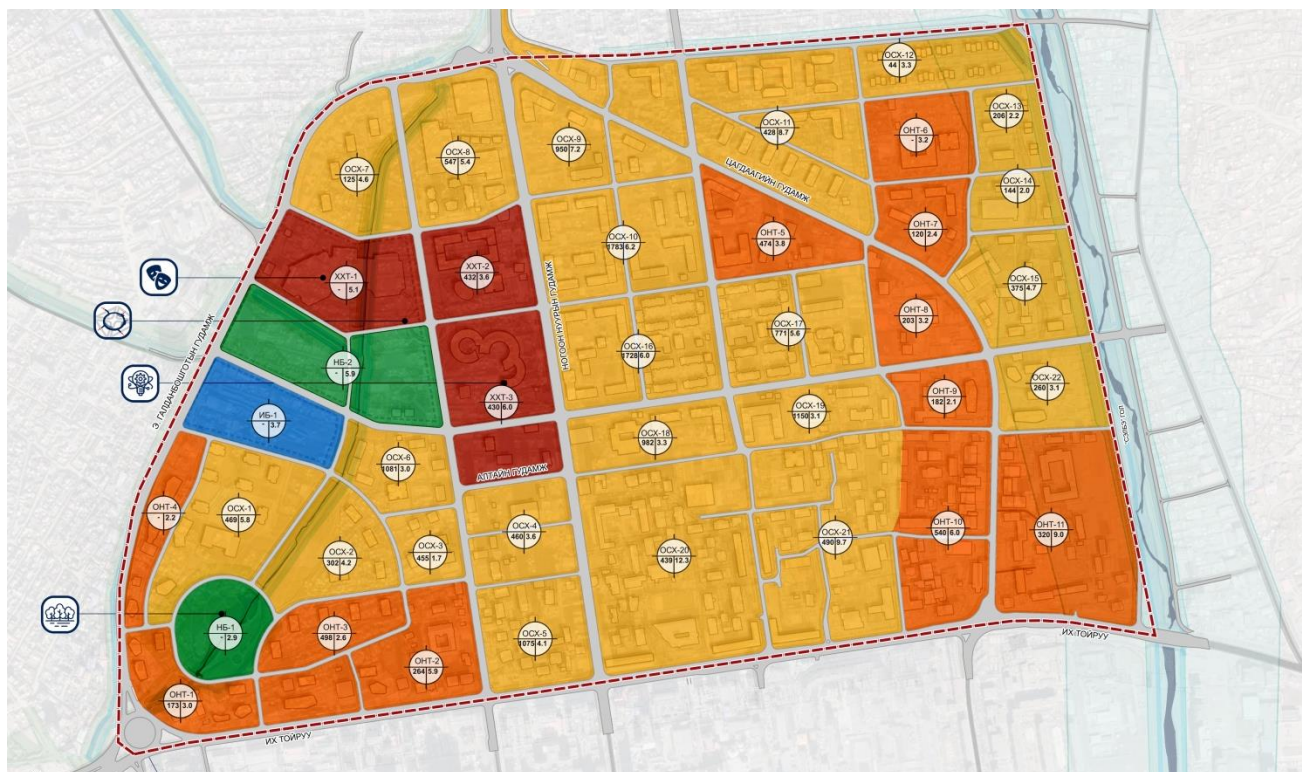 ОСХ-12
44 3.3
ОСХ-13
206 2.2
ОСХ-11
428 8.7
ОНТ-6
- 3.2
ОСХ-9
950 7.2
ОСХ-8
547 5.4
ОСХ-7
125 4.6
ЦАГДААГИЙН ГУДАМЖ
ОСХ-14
144 2.0
ОНТ-7
120 2.4
ОНТ-5
474 3.8
ОСХ-10
1783 6.2
ХХТ-1
- 5.1
ХХТ-2
432 3.6
ОСХ-15
375 4.7
НОГООН НУУРЫН ГУДАМЖ
ОНТ-8
203 3.2
ОСХ-17
771 5.6
ОСХ-16
1728 6.0
Э. ГАЛДАНБОШГОТЫН ГУДАМЖ
НБ-2
- 5.9
ХХТ-3
430 6.0
ОСХ-22
260 3.1
ОНТ-9
182 2.1
ОСХ-19
1150 3.1
ИБ-1
- 3.7
ОСХ-18
982 3.3
СЭЛБЭ ГОЛ
ОСХ-6
1081 3.0
АЛТАЙН ГУДАМЖ
ОНТ-4
- 2.2
ОСХ-1
469 5.8
ОСХ-4
460 3.6
ОНТ-10
540 6.0
ОНТ-11
320 9.0
ОСХ-21
490 9.7
ОСХ-20
439 12.3
ОСХ-3
455 1.7
ОСХ-2
302 4.2
НБ-1
- 2.9
ОНТ-3
498 2.6
ОСХ-5
1075 4.1
ИХ ТОЙРУУ
ОНТ-2
264 5.9
ОНТ-1
173 3.0
ИХ ТОЙРУУ